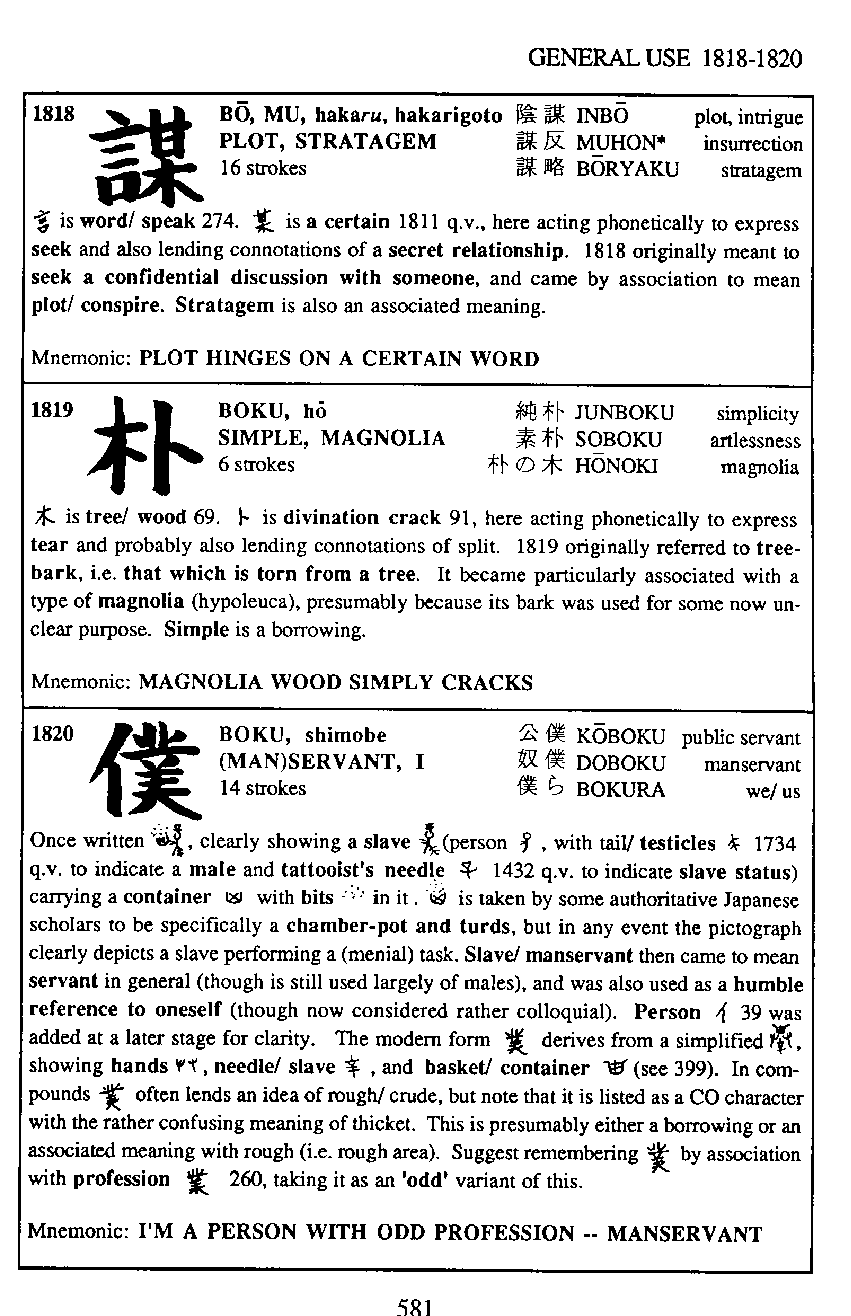 GENERAL USE 1818-1820
1818 謀 BŌ, MU, hakaru, hakarigoto 陰謀 INBŌ plot, intrigue
PLOT, STRATAGEM 謀反 MUHON* insurrection
16 strokes 謀略 BŌRYAKU stratagem
言 is word/ speak 274. 某 is a certain 1811 q.v., here acting phonetically to express
seek and also lending connotations of a secret relationship. 1818 originally meant to
seek a confidential discussion with someone, and came by association to mean
plot/ conspire. Stratagem is also an associated meaning.
Mnemonic: PLOT HINGES ON A CERTAIN WORD
1819 朴 BOKU, hō 純朴 JUNBOKU simplicity
SIMPLE, MAGNOLIA 素朴 SOBOKU artlessness
6 strokes 朴の木 HŌNOKI magnolia
木 is tree/ wood 69. 卜 is divination crack 91, here acting phonetically to express
tear and probably also lending connotations of split. 1819 originally referred to tree-
bark, i.e. that which is torn from a tree. It became particularly associated with a
type of magnolia (hypoleuca), presumably because its bark was used for some now un-
clear purpose. Simple is a borrowing.
Mnemonic: MAGNOLIA WOOD SIMPLY CRACKS
1820 僕 BOKU, shimobe 公僕 KŌBOKU public servant
(MAN)SERVANT, I 奴僕 DOBOKU manservant
14 strokes 僕ら BOKURA we/ us
Once written , clearly showing a slave (person , with tail/ testicles 1734
q.v. to indicate a male and tattooist's needle 1432 q.v. to indicate slave status)
carrying a container with bits in it. is taken by some authoritative Japanese
scholars to be specifically a chamber-pot and turds, but in any event the pictograph
clearly depicts a slave performing a (menial) task. Slave/ manservant then came to mean
servant in general (though is still used largely of males), and was also used as a humble
reference to oneself (though now considered rather colloquial). Person 亻 39 was
added at a later stage for clarity. The modern form 菐 derives from a simplified ,
showing hands , needle/ slave , and basket/ container (see 399). In com-
pounds 菐 often lends an idea of rough/ crude, but note that it is listed as a CO character
with the rather confusing meaning of thicket. This is presumably either a borrowing or an
associated meaning with rough (i.e. rough area). Suggest remembering 菐 by association
with profession 業 260, taking it as an 'odd' variant of this.
Mnemonic: I'M A PERSON WITH ODD PROFESSION -- MANSERVANT
581